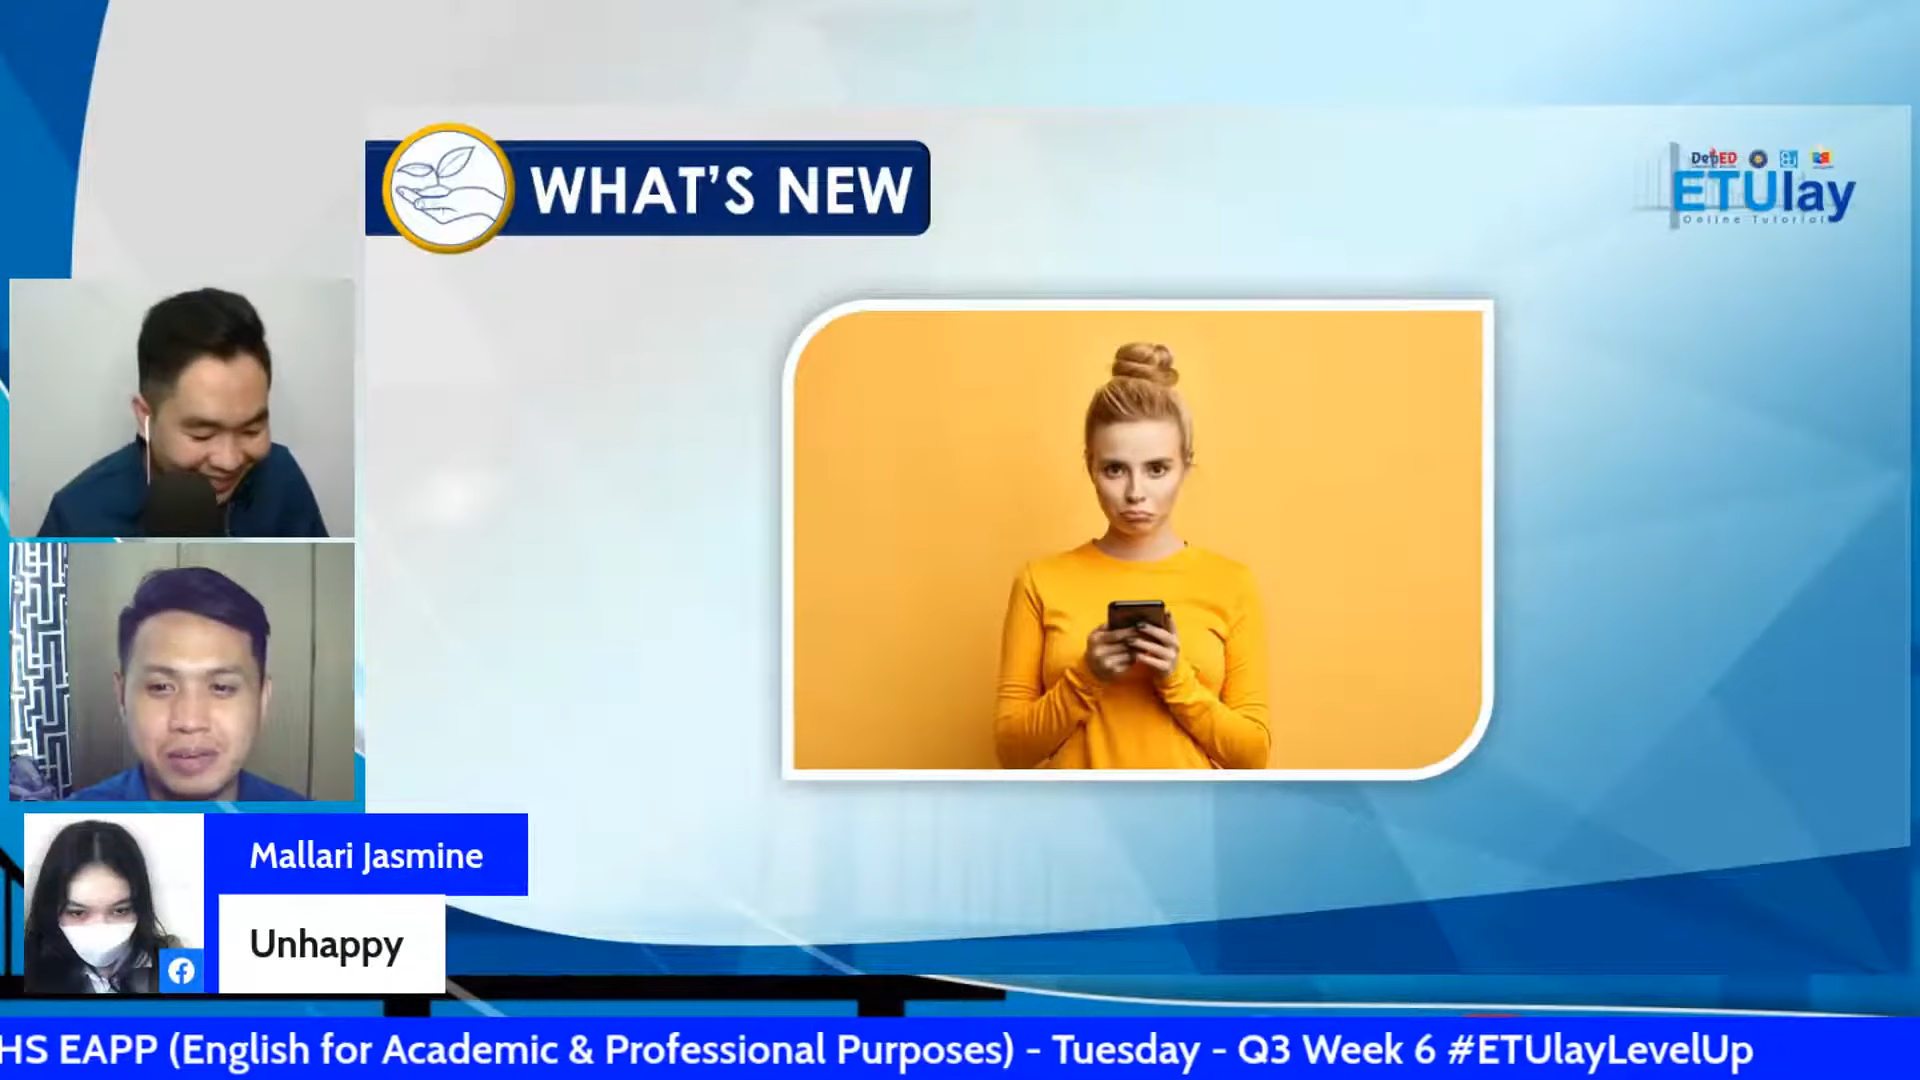 WHAT'S NEW
DepED
ETUlay
Online Tutorial
Mallari Jasmine
Unhappy
HS EAPP (English for Academic & Professional Purposes) - Tuesday - Q3 Week 6 #ETUlayLevelUp